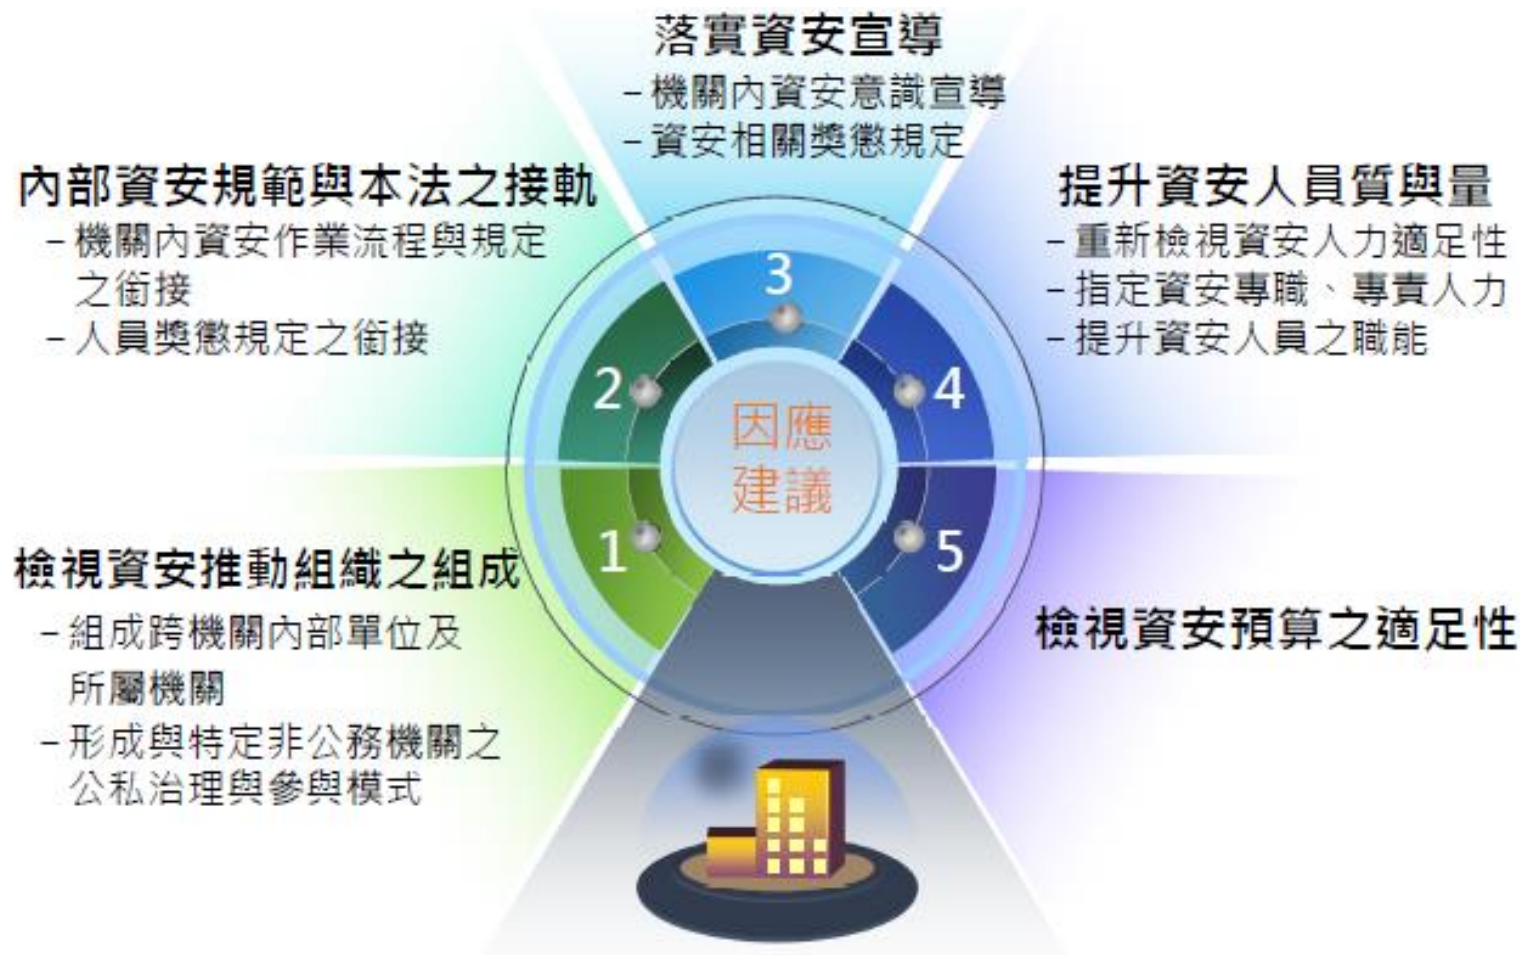 落實資安宣導
–機關內資安意識宣導
–資安相關獎懲規定
內部資安規範與本法之接軌
–機關內資安作業流程與規定
之銜接
–人員獎懲規定之銜接
提升資安人員質與量
–重新檢視資安人力適足性
–指定資安專職、專責人力
–提升資安人員之職能
3
2
4
因應
建議
1
5
檢視資安推動組織之組成
–組成跨機關內部單位及
所屬機關
–形成與特定非公務機關之
公私治理與參與模式
檢視資安預算之適足性